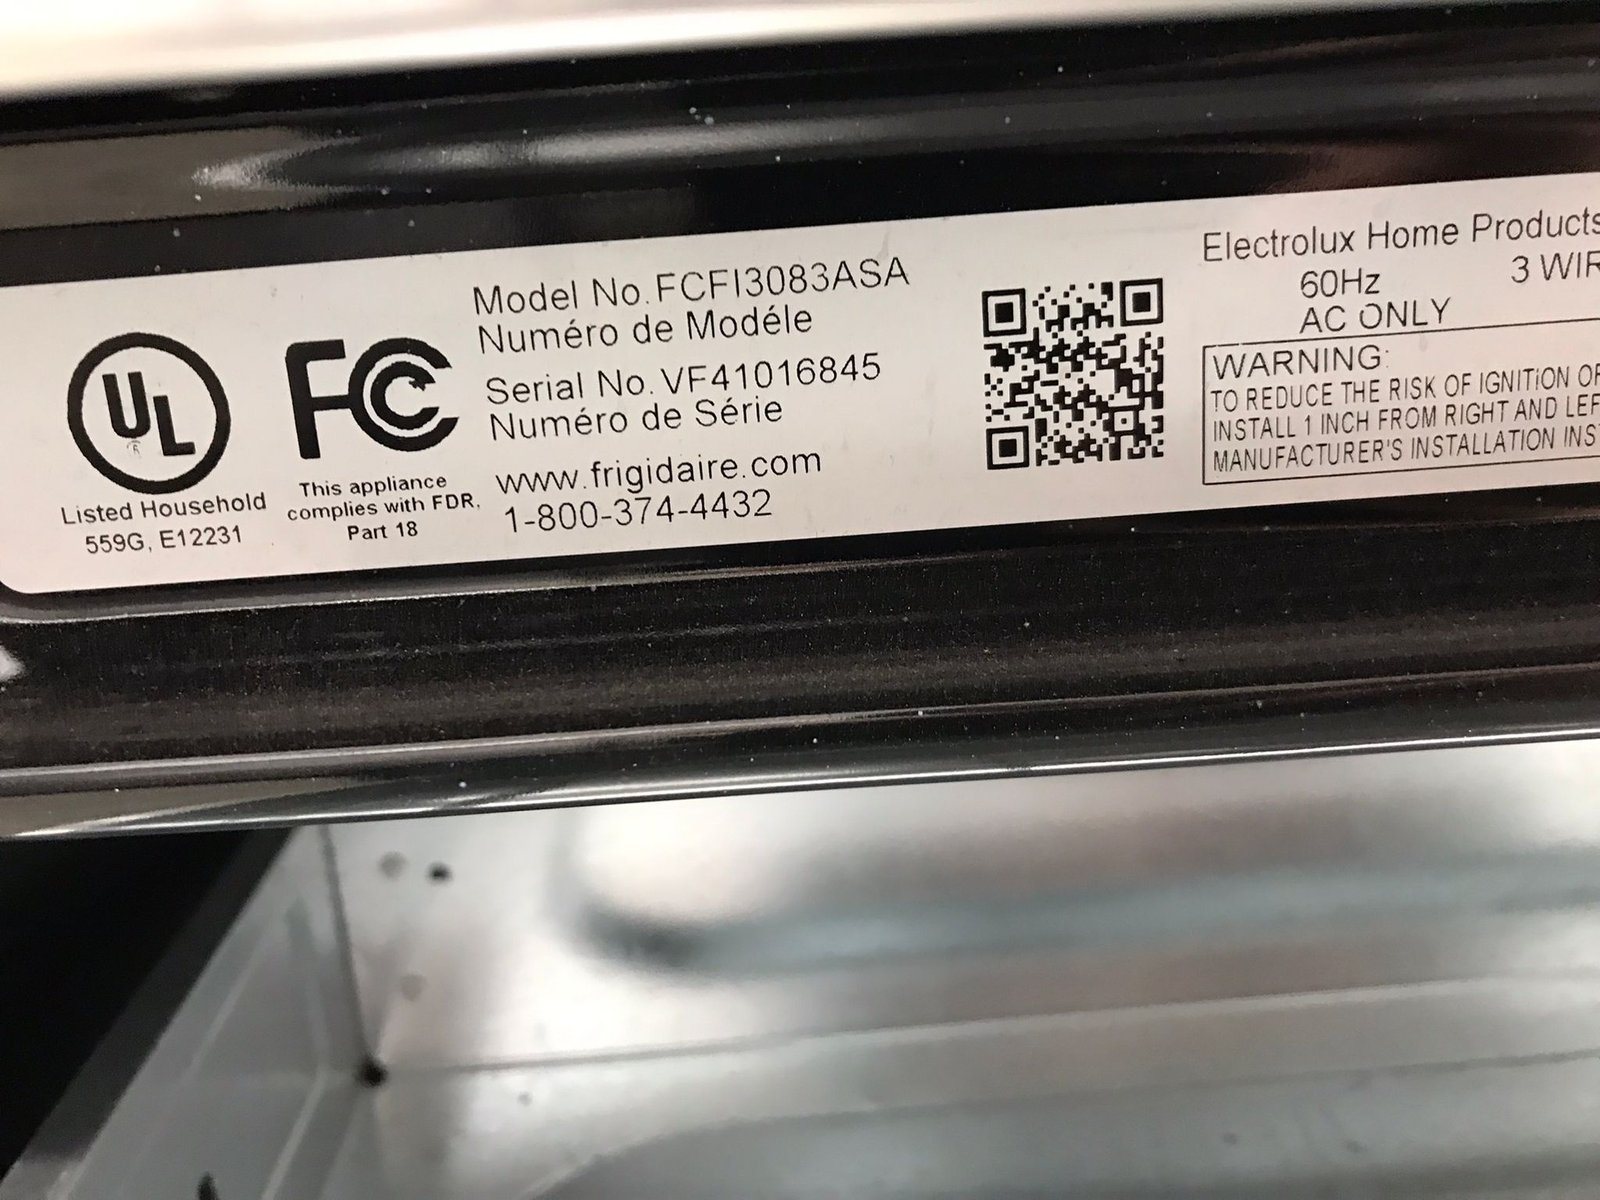 UL
Listed Household
559G, E12231
FC
This appliance
complies with FDR,
Part 18
Model No. FCFI3083ASA
Numéro de Modéle
Serial No. VF41016845
Numéro de Série
www.frigidaire.com
1-800-374-4432
Electrolux Home Products
60Hz 3 WIR
AC ONLY
WARNING:
TO REDUCE THE RISK OF IGNITION OF
INSTALL 1 INCH FROM RIGHT AND LEF
MANUFACTURER'S INSTALLATION INS